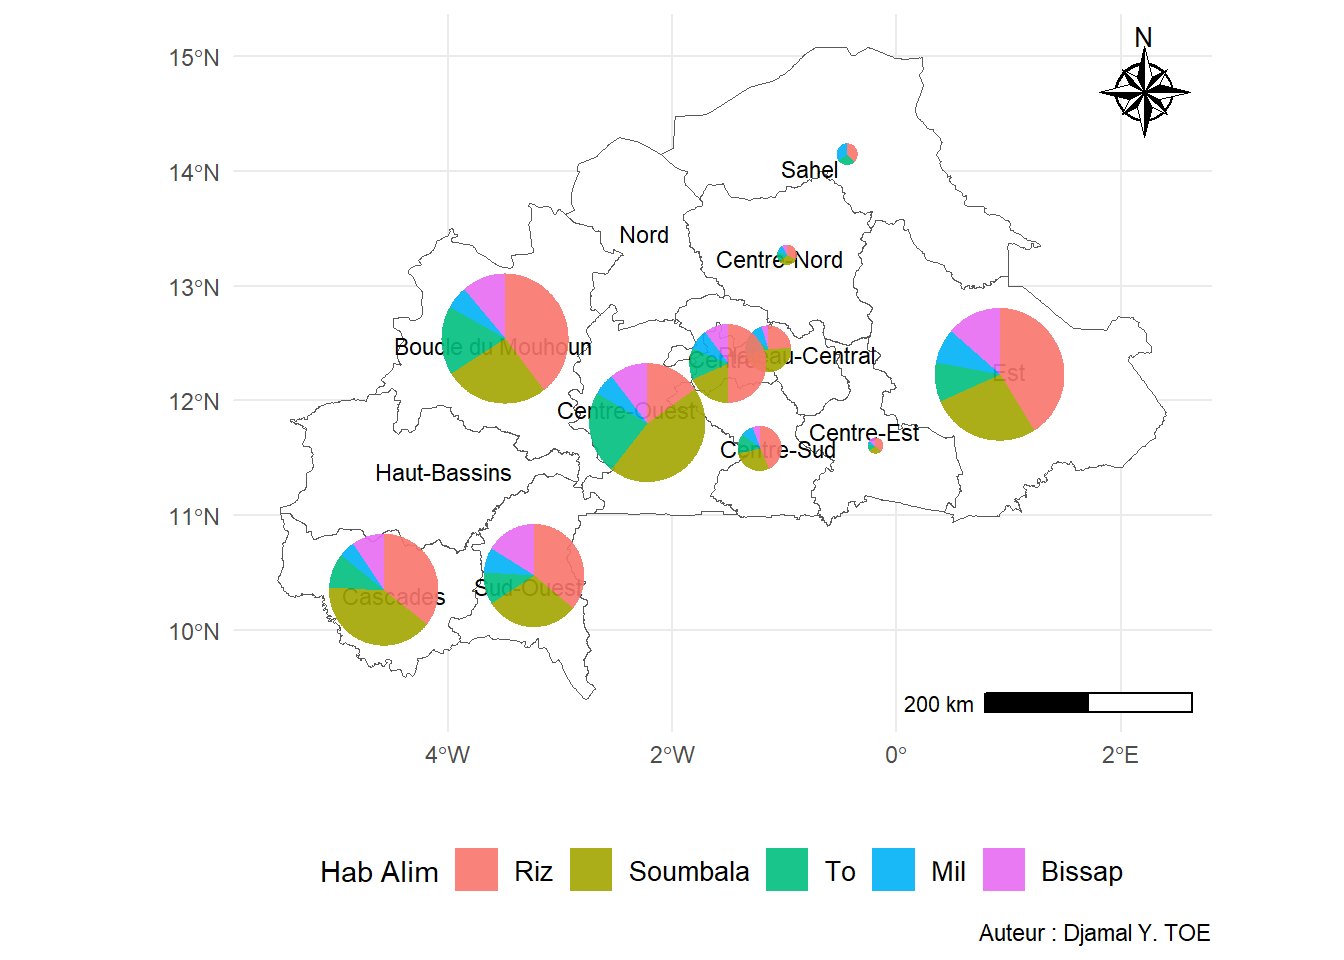 N
15°N
14°N
13°N
12°N
11°N
10°N
Sahel
Nord
Centre-Nord
Boucle du Mouhoun
Centre
Plateau-Central
Est
Centre-Ouest
Centre-Est
Centre-Sud
Haut-Bassins
Sud-Ouest
Cascades
200 km
4°W
2°W
0°
2°E
Hab Alim
Riz
Soumbala
To
Mil
Bissap
Auteur : Djamal Y. TOE